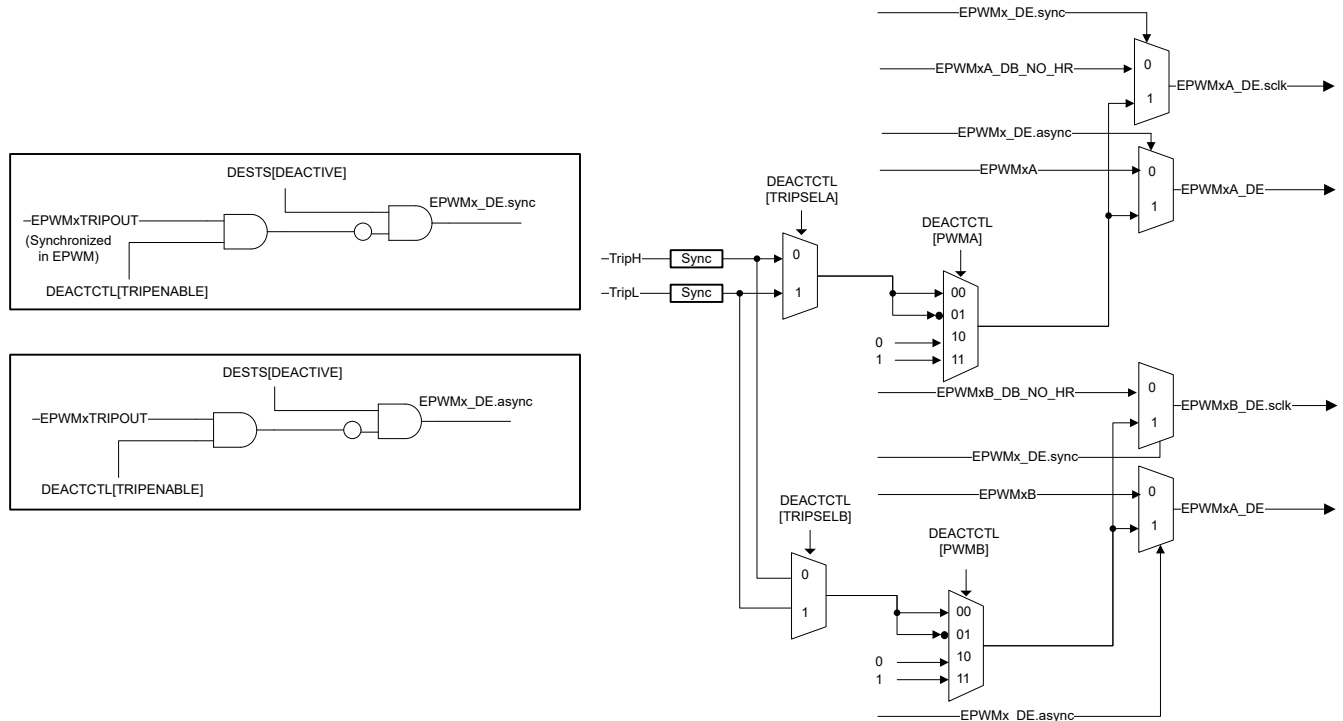 DESTS[DEACTIVE]
EPWMxTRIPOUT
(Synchronized
in EPWM)
DEACTCTL[TRIPENABLE]
EPWMx_DE.sync
DESTS[DEACTIVE]
EPWMxTRIPOUT
DEACTCTL[TRIPENABLE]
EPWMx_DE.async
TripH
Sync
TripL
Sync
DEACTCTL
[TRIPSELA]
0
1
DEACTCTL
[PWMA]
00
01
10
11
0
1
EPWMx_DE.sync
EPWMxA_DB_NO_HR
0
1
EPWMxA_DE.sclk
EPWMx_DE.async
EPWMxA
0
1
EPWMxA_DE
DEACTCTL
[TRIPSELB]
0
1
DEACTCTL
[PWMB]
00
01
10
11
0
1
EPWMxB_DB_NO_HR
0
1
EPWMxB_DE.sclk
EPWMx_DE.sync
EPWMxB
0
1
EPWMxA_DE
EPWMx_DE.async